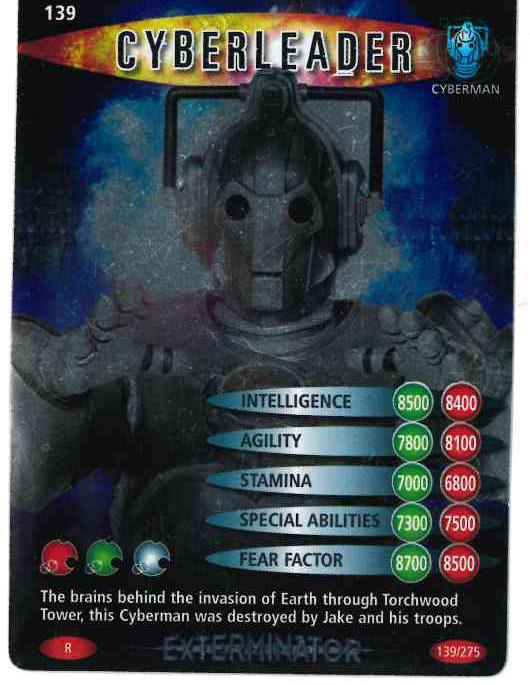 139
CYBERLEADER
CYBERMAN
INTELLIGENCE 8500 8400
AGILITY 7800 8100
STAMINA 7000 6800
SPECIAL ABILITIES 7300 7500
FEAR FACTOR 8700 8500
The brains behind the invasion of Earth through Torchwood
Tower, this Cyberman was destroyed by Jake and his troops.
R EXTERMINATOR 139/275